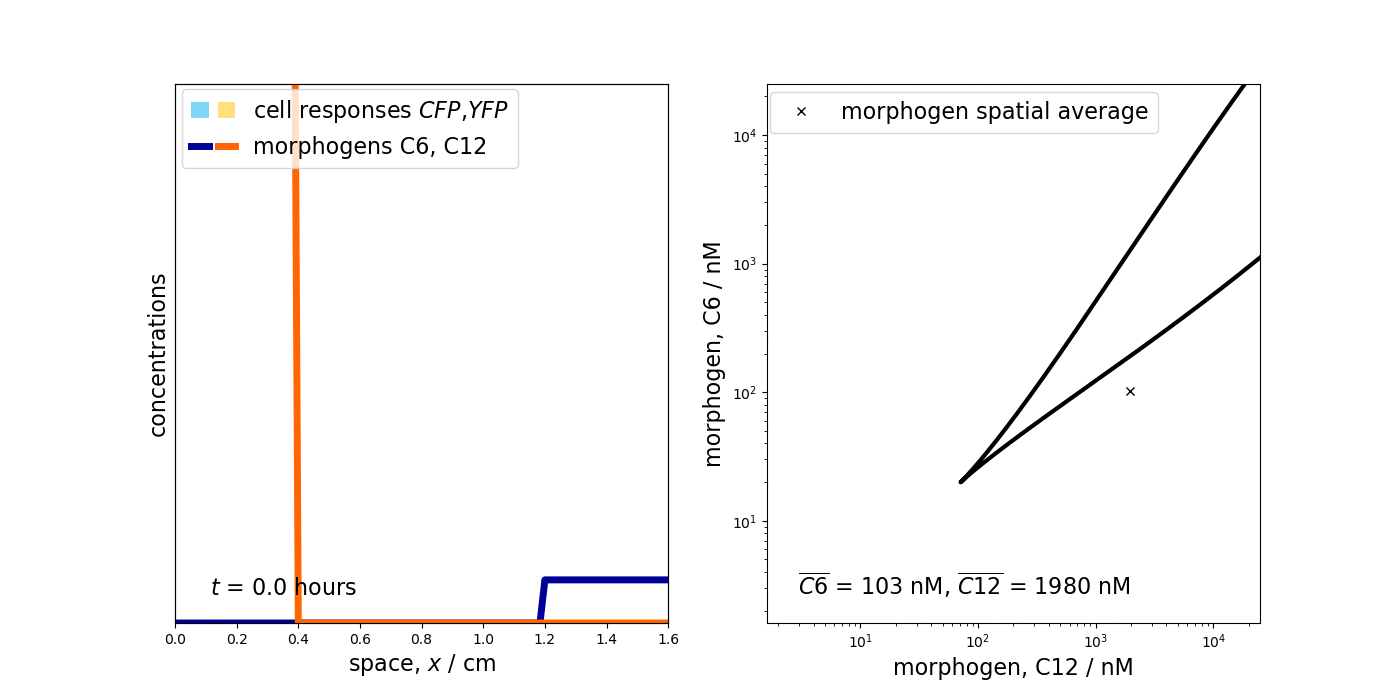 cell responses CFP,YFP
morphogens C6, C12
concentrations
t = 0.0 hours
0.0 0.2 0.4 0.6 0.8 1.0 1.2 1.4 1.6
space, x / cm
morphogen spatial average
morphogen, C6 / nM
10⁴
10³
10²
10¹
C6 = 103 nM, C12 = 1980 nM
10¹ 10² 10³ 10⁴
morphogen, C12 / nM